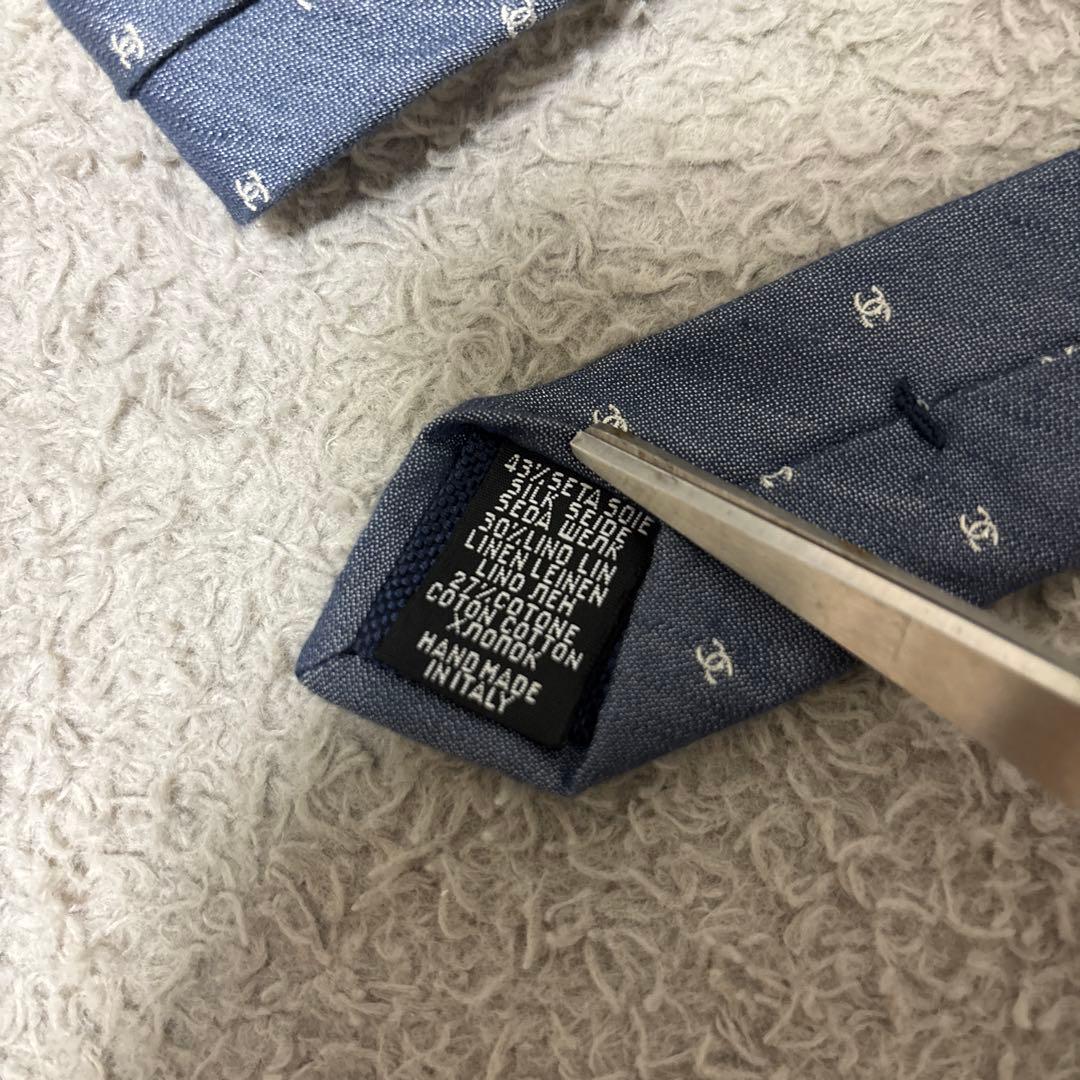 43% SETA SOIE
SILK SEIDE
SEDA ШЕЛК
30% LINO LIN
LINEN LEINEN
LINO ЛЕН
27% COTONE
COTON COTTON
ХЛОПОК
HAND MADE
IN ITALY